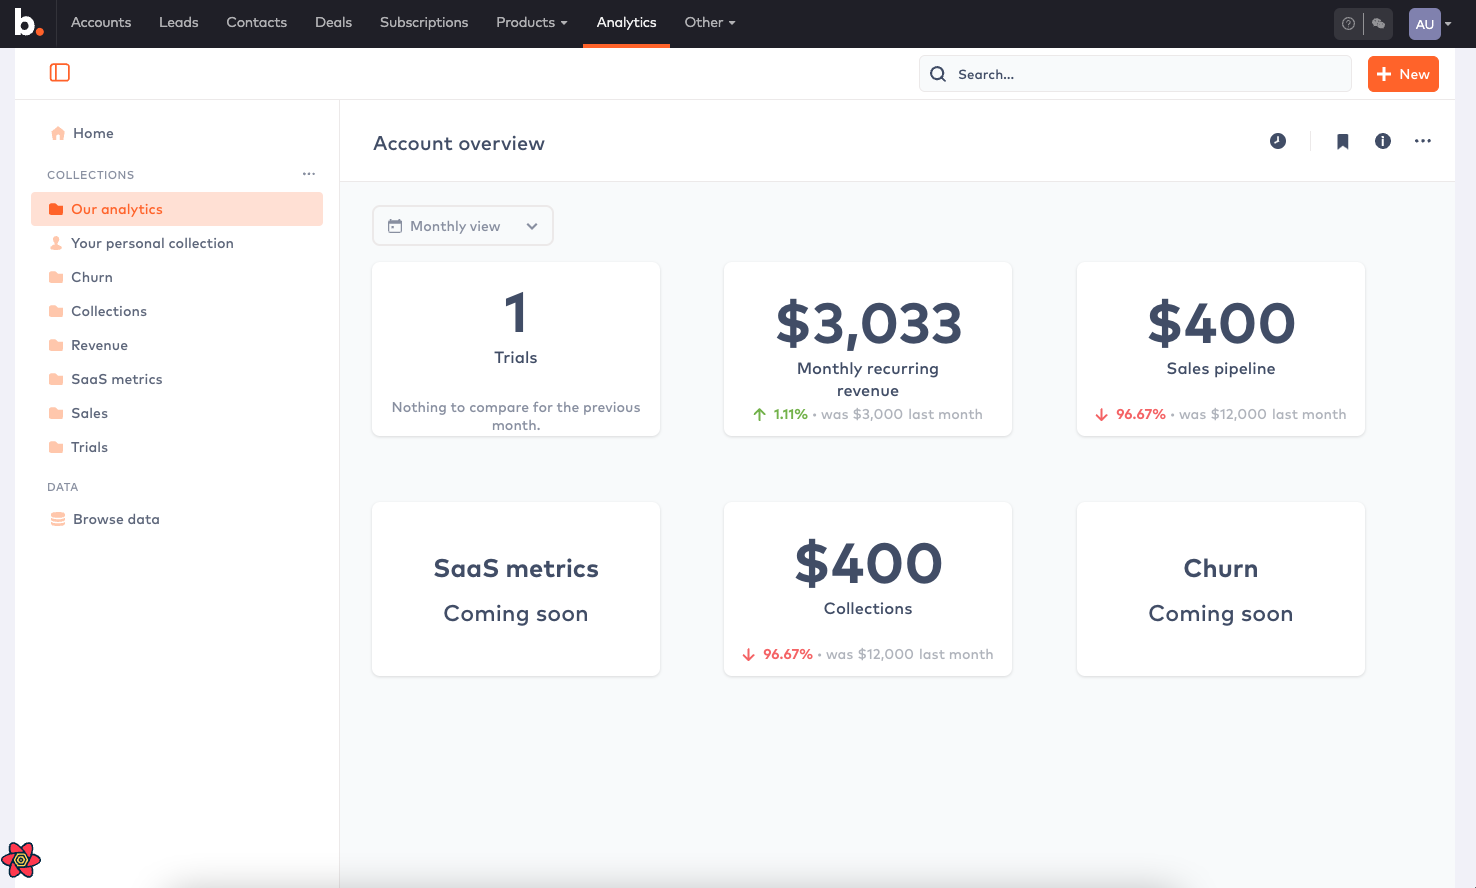 b.
Accounts
Leads
Contacts
Deals
Subscriptions
Products
Analytics
Other
AU
Search...
New
Home
COLLECTIONS
Our analytics
Your personal collection
Churn
Collections
Revenue
SaaS metrics
Sales
Trials
DATA
Browse data
Account overview
Monthly view
1
Trials
Nothing to compare for the previous
month.
$3,033
Monthly recurring
revenue
1.11% • was $3,000 last month
$400
Sales pipeline
96.67% • was $12,000 last month
SaaS metrics
Coming soon
$400
Collections
96.67% • was $12,000 last month
Churn
Coming soon